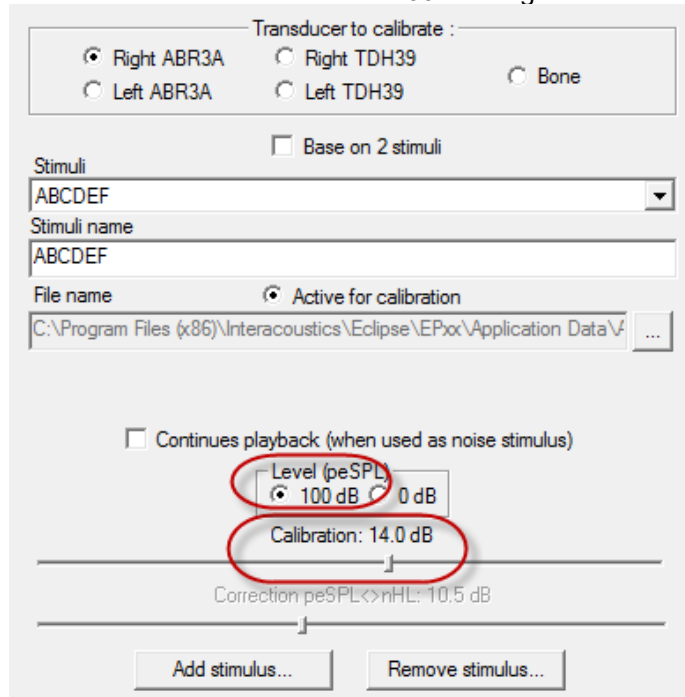 Transducer to calibrate :
Right ABR3A Right TDH39
Bone
Left ABR3A Left TDH39
Base on 2 stimuli
Stimuli
ABCDEF
Stimuli name
ABCDEF
File name Active for calibration
C:\Program Files (x86)\Interacoustics\Eclipse\EPxx\Application Data\ ...
Continues playback (when used as noise stimulus)
Level (peSPL)
100 dB 0 dB
Calibration: 14.0 dB
Correction peSPL<>nHL: 10.5 dB
Add stimulus... Remove stimulus...